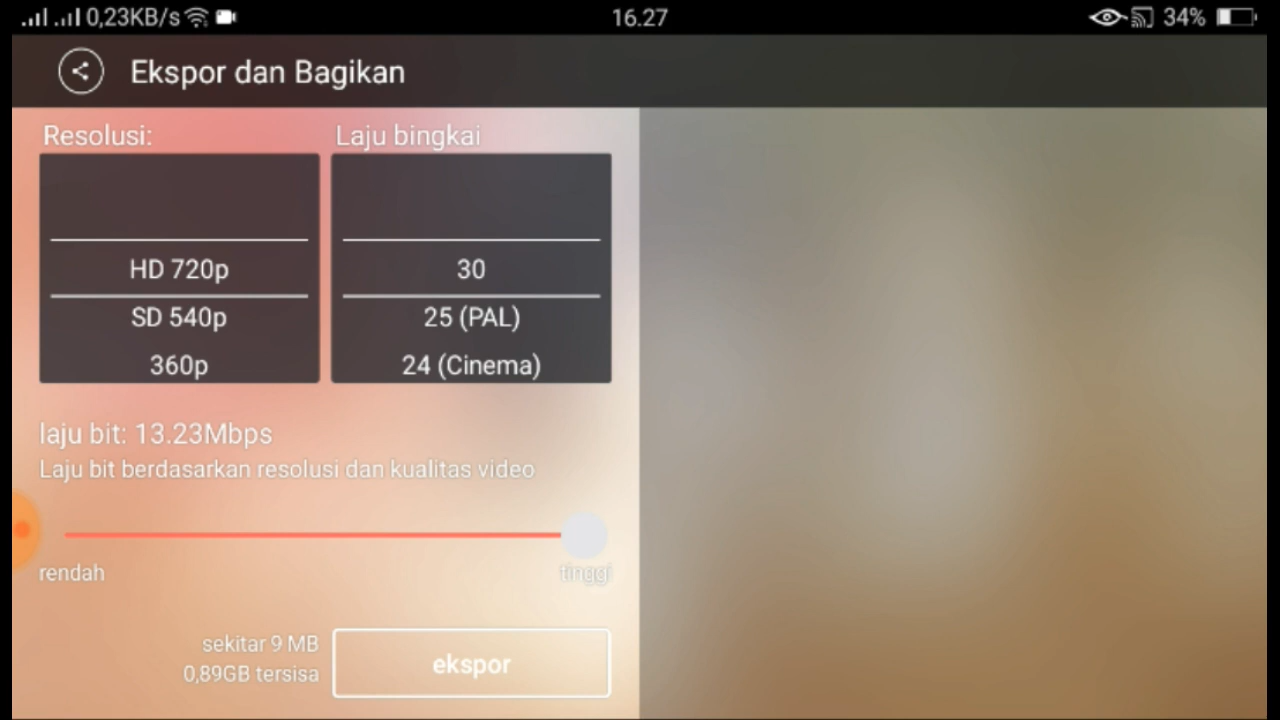 0,23KB/s 16.27 34%
Ekspor dan Bagikan
Resolusi: Laju bingkai
HD 720p 30
SD 540p 25 (PAL)
360p 24 (Cinema)
laju bit: 13.23Mbps
Laju bit berdasarkan resolusi dan kualitas video
rendah tinggi
sekitar 9 MB
0,89GB tersisa
ekspor